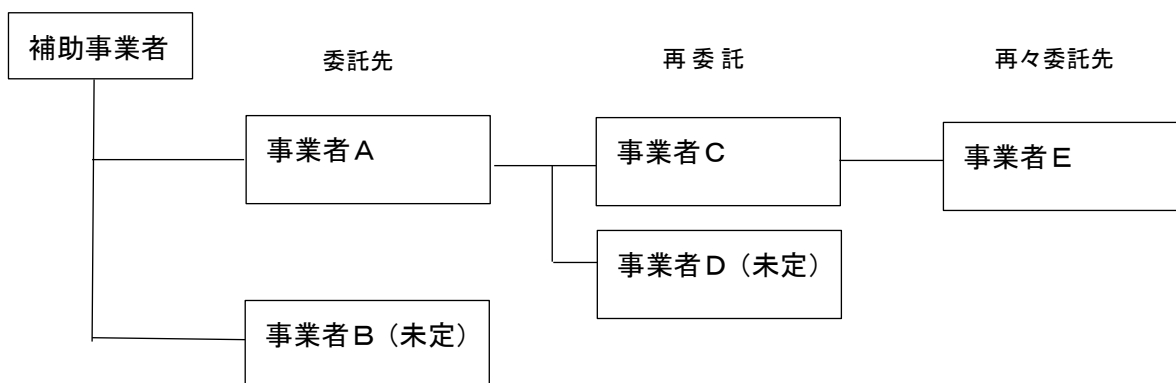 補助事業者
委託先
再委託
再々委託先
事業者A
事業者C
事業者E
事業者D（未定）
事業者B（未定）